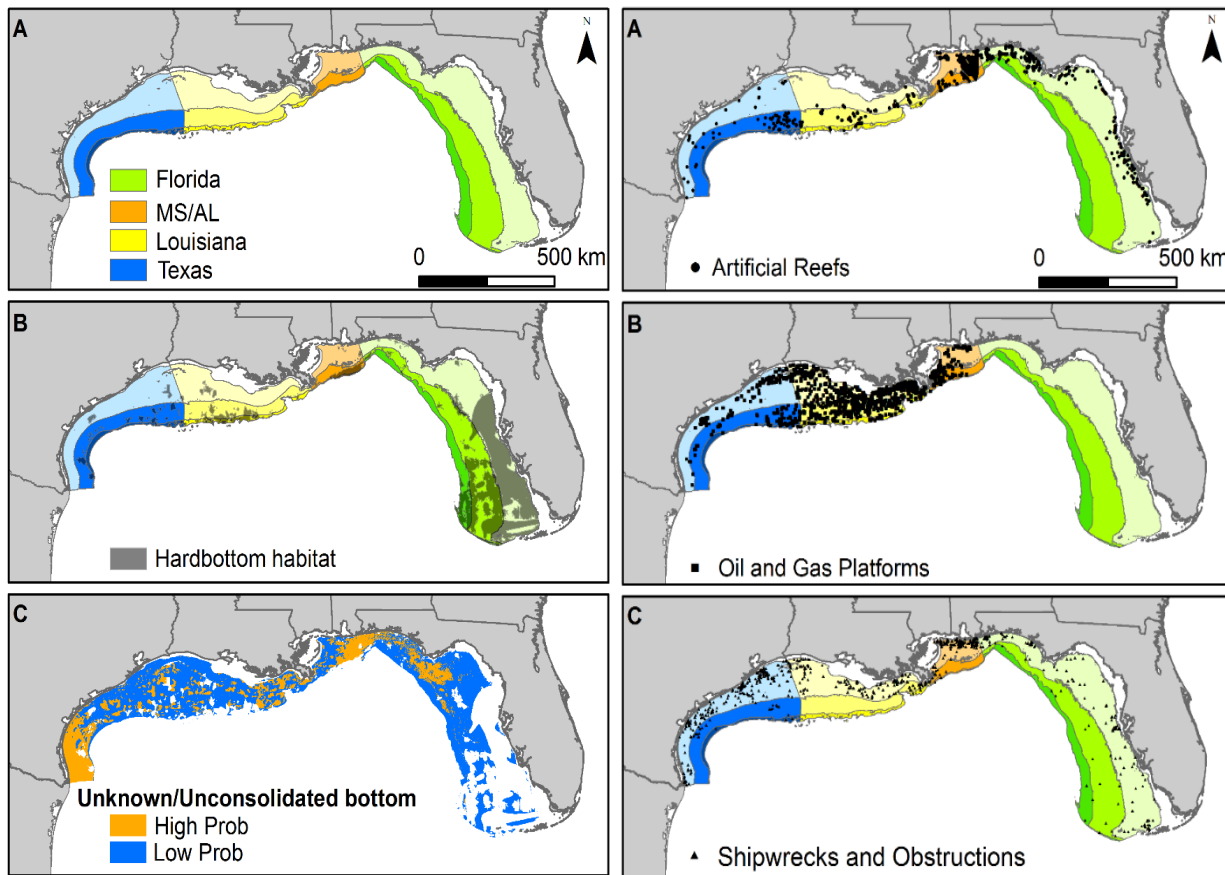 A
N
Florida
MS/AL
Louisiana
Texas
0 500 km
B
Hardbottom habitat
C
Unknown/Unconsolidated bottom
High Prob
Low Prob
A
N
0 500 km
Artificial Reefs
B
Oil and Gas Platforms
C
Shipwrecks and Obstructions